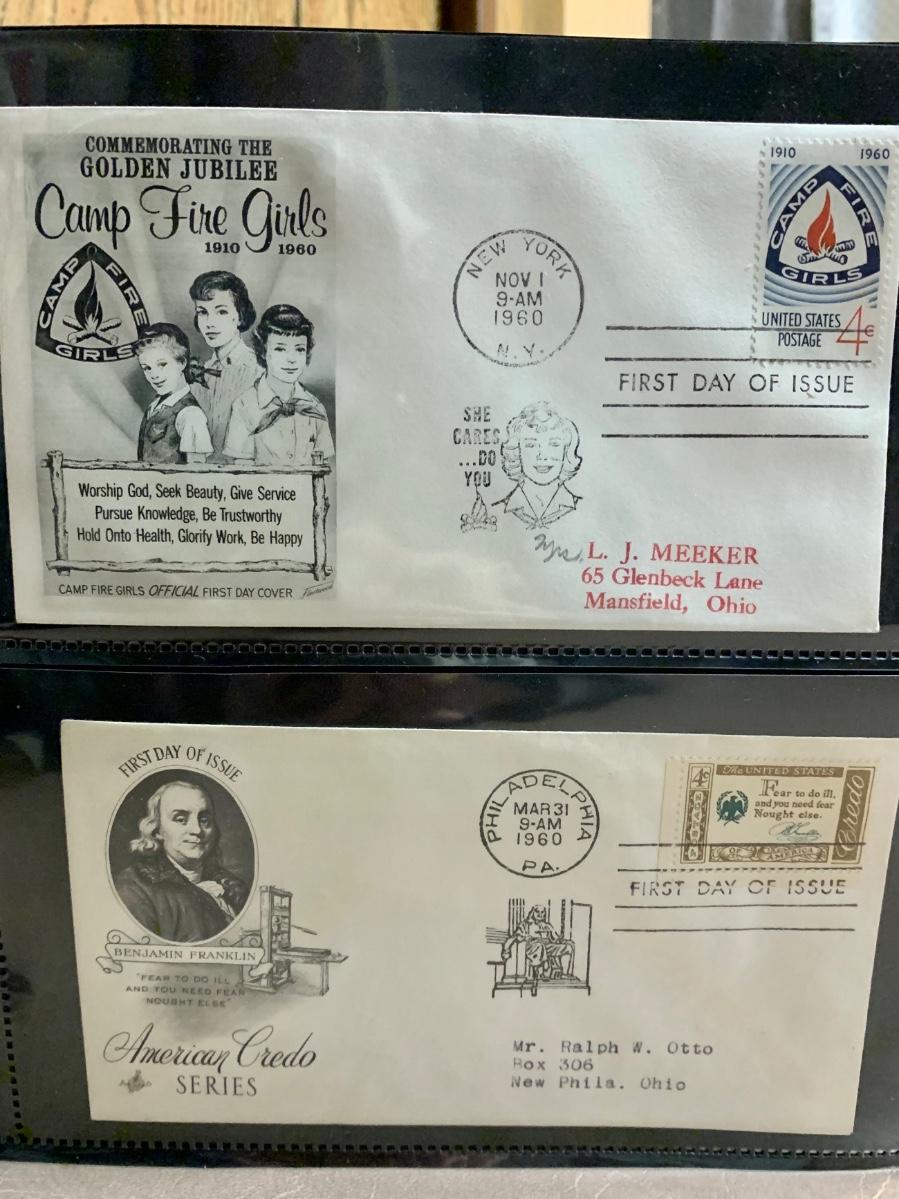 COMMEMORATING THE
GOLDEN JUBILEE
Camp Fire Girls
1910 1960
CAMP FIRE
GIRLS
Worship God, Seek Beauty, Give Service
Pursue Knowledge, Be Trustworthy
Hold Onto Health, Glorify Work, Be Happy
CAMP FIRE GIRLS OFFICIAL FIRST DAY COVER Fleetwood
NEW YORK
NOV 1
9-AM
1960
N.Y.
1910 1960
CAMP FIRE
GIRLS
UNITED STATES
POSTAGE 4¢
FIRST DAY OF ISSUE
SHE
CARES
...DO
YOU
Mrs. L. J. MEEKER
65 Glenbeck Lane
Mansfield, Ohio
FIRST DAY OF ISSUE
BENJAMIN FRANKLIN
"FEAR TO DO ILL
AND YOU NEED FEAR
NOUGHT ELSE"
American Credo
SERIES
PHILADELPHIA
MAR 31
9-AM
1960
PA.
4¢
The UNITED STATES
Fear to do ill,
and you need fear
Nought else.
B Franklin
Credo
OF AMERICA
FIRST DAY OF ISSUE
Mr. Ralph W. Otto
Box 306
New Phila. Ohio